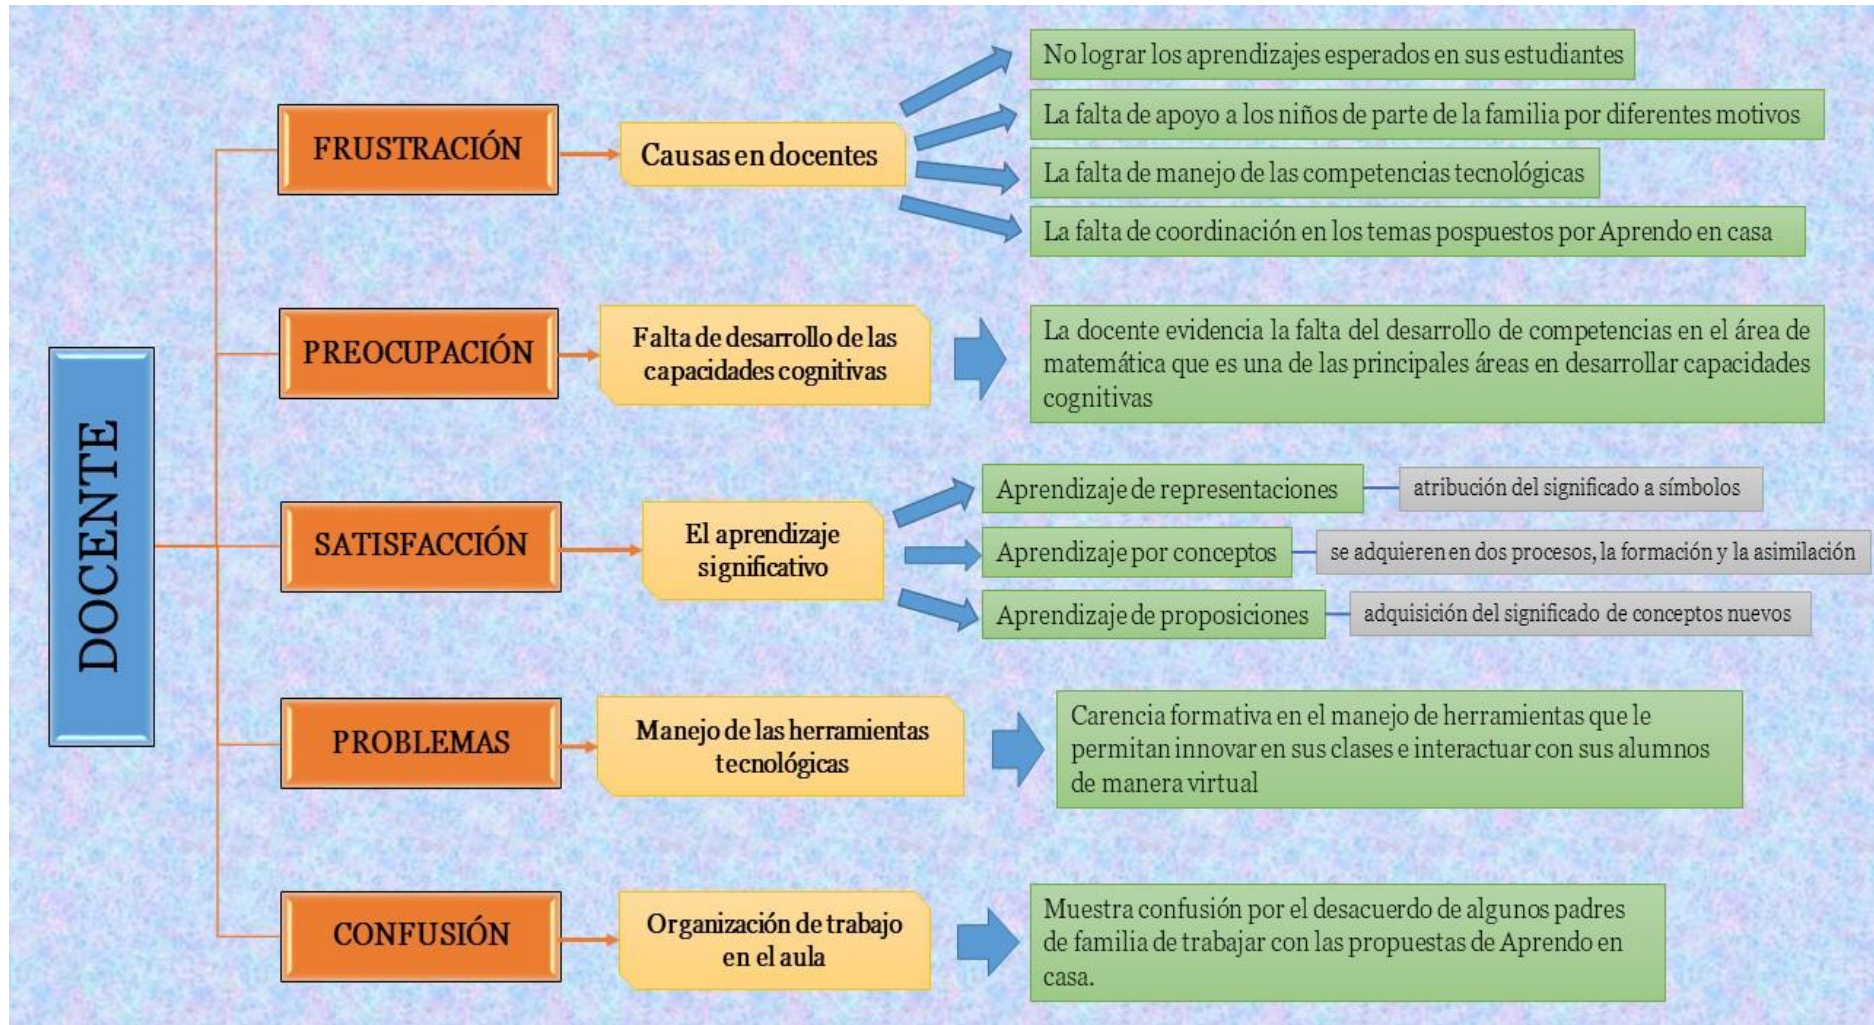 DOCENTE
FRUSTRACIÓN
Causas en docentes
No lograr los aprendizajes esperados en sus estudiantes
La falta de apoyo a los niños de parte de la familia por diferentes motivos
La falta de manejo de las competencias tecnológicas
La falta de coordinación en los temas pospuestos por Aprendo en casa
PREOCUPACIÓN
Falta de desarrollo de las
capacidades cognitivas
La docente evidencia la falta del desarrollo de competencias en el área de
matemática que es una de las principales áreas en desarrollar capacidades
cognitivas
SATISFACCIÓN
El aprendizaje
significativo
Aprendizaje de representaciones
atribución del significado a símbolos
Aprendizaje por conceptos
se adquieren en dos procesos, la formación y la asimilación
Aprendizaje de proposiciones
adquisición del significado de conceptos nuevos
PROBLEMAS
Manejo de las herramientas
tecnológicas
Carencia formativa en el manejo de herramientas que le
permitan innovar en sus clases e interactuar con sus alumnos
de manera virtual
CONFUSIÓN
Organización de trabajo
en el aula
Muestra confusión por el desacuerdo de algunos padres
de familia de trabajar con las propuestas de Aprendo en
casa.